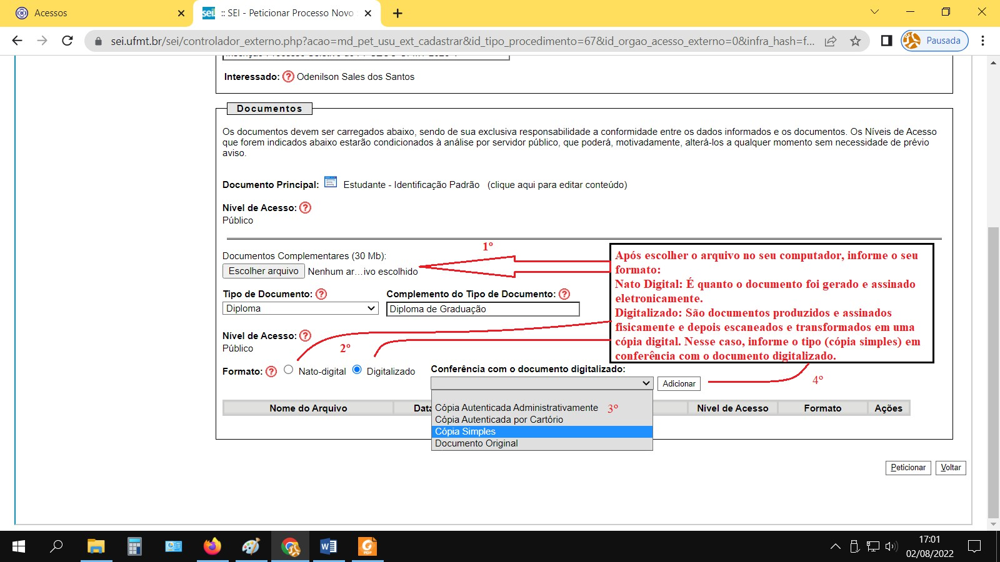 Acessos
sei! :: SEI - Peticionar Processo Novo
sei.ufmt.br/sei/controlador_externo.php?acao=md_pet_usu_ext_cadastrar&id_tipo_procedimento=67&id_orgao_acesso_externo=0&infra_hash=f...
Pausada
Interessado: ? Odenilson Sales dos Santos
Documentos
Os documentos devem ser carregados abaixo, sendo de sua exclusiva responsabilidade a conformidade entre os dados informados e os documentos. Os Níveis de Acesso
que forem indicados abaixo estarão condicionados à análise por servidor público, que poderá, motivadamente, alterá-los a qualquer momento sem necessidade de prévio
aviso.
Documento Principal: Estudante - Identificação Padrão (clique aqui para editar conteúdo)
Nível de Acesso: ?
Público
1º
Documentos Complementares (30 Mb):
Escolher arquivo Nenhum ar...ivo escolhido
Após escolher o arquivo no seu computador, informe o seu
formato:
Nato Digital: É quanto o documento foi gerado e assinado
eletronicamente.
Digitalizado: São documentos produzidos e assinados
fisicamente e depois escaneados e transformados em uma
cópia digital. Nesse caso, informe o tipo (cópia simples) em
conferência com o documento digitalizado.
Tipo de Documento: ? Complemento do Tipo de Documento: ?
Diploma Diploma de Graduação
Nível de Acesso: ?
Público
2º
Formato: ? Nato-digital Digitalizado
Conferência com o documento digitalizado:
Adicionar
4º
Cópia Autenticada Administrativamente
3º
Cópia Autenticada por Cartório
Cópia Simples
Documento Original
Nome do Arquivo Data Nível de Acesso Formato Ações
Peticionar Voltar
17:01
02/08/2022
PDF